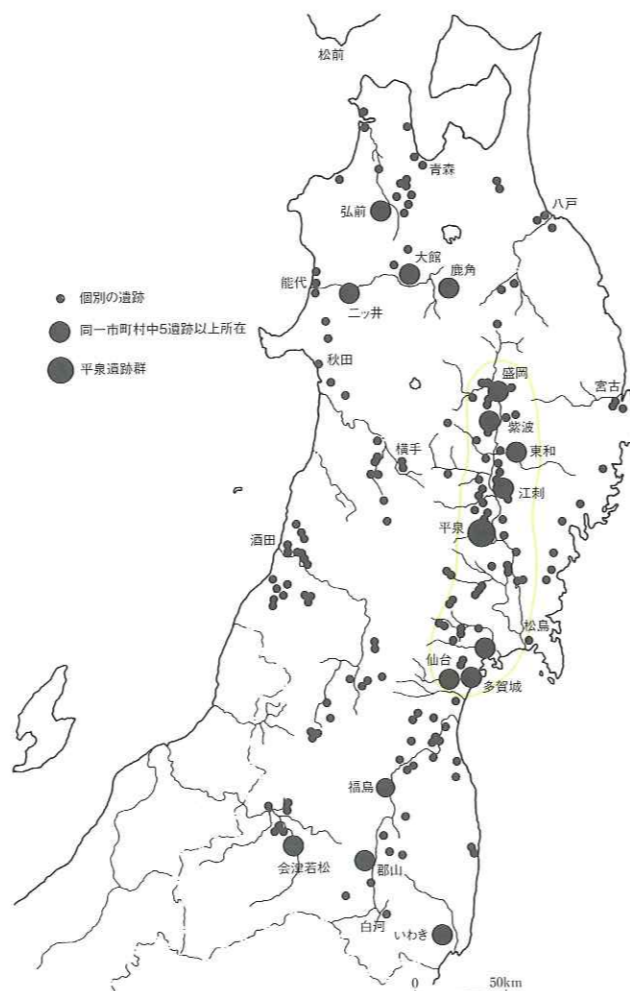 松前
青森
弘前
八戸
大館
鹿角
能代
二ッ井
個別の遺跡
同一市町村中5遺跡以上所在
平泉遺跡群
秋田
盛岡
宮古
紫波
横手
東和
江刺
平泉
酒田
松島
仙台
多賀城
福島
会津若松
郡山
白河
いわき
0 50km